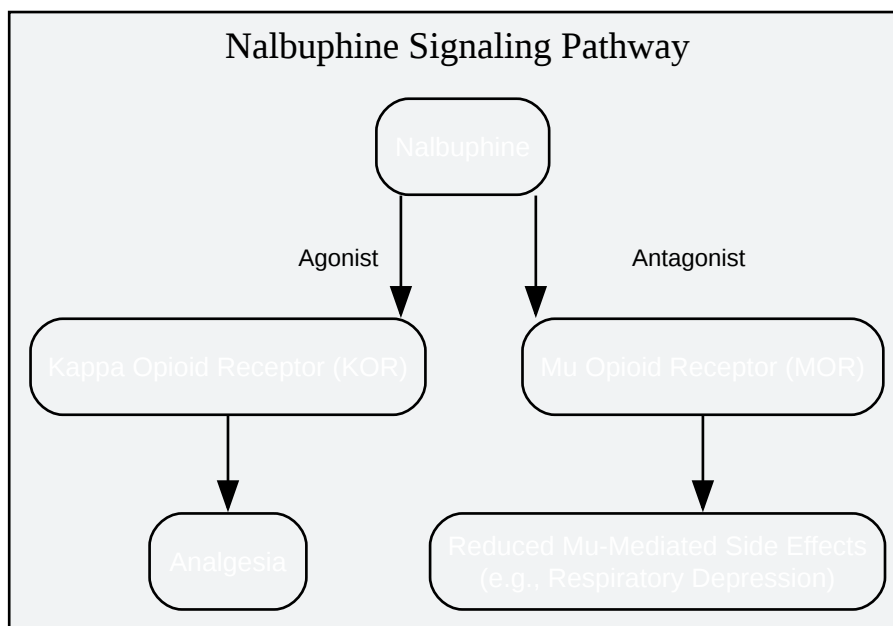 Nalbuphine Signaling Pathway
Nalbuphine
Agonist
Antagonist
Kappa Opioid Receptor (KOR)
Mu Opioid Receptor (MOR)
Analgesia
Reduced Mu-Mediated Side Effects
(e.g., Respiratory Depression)